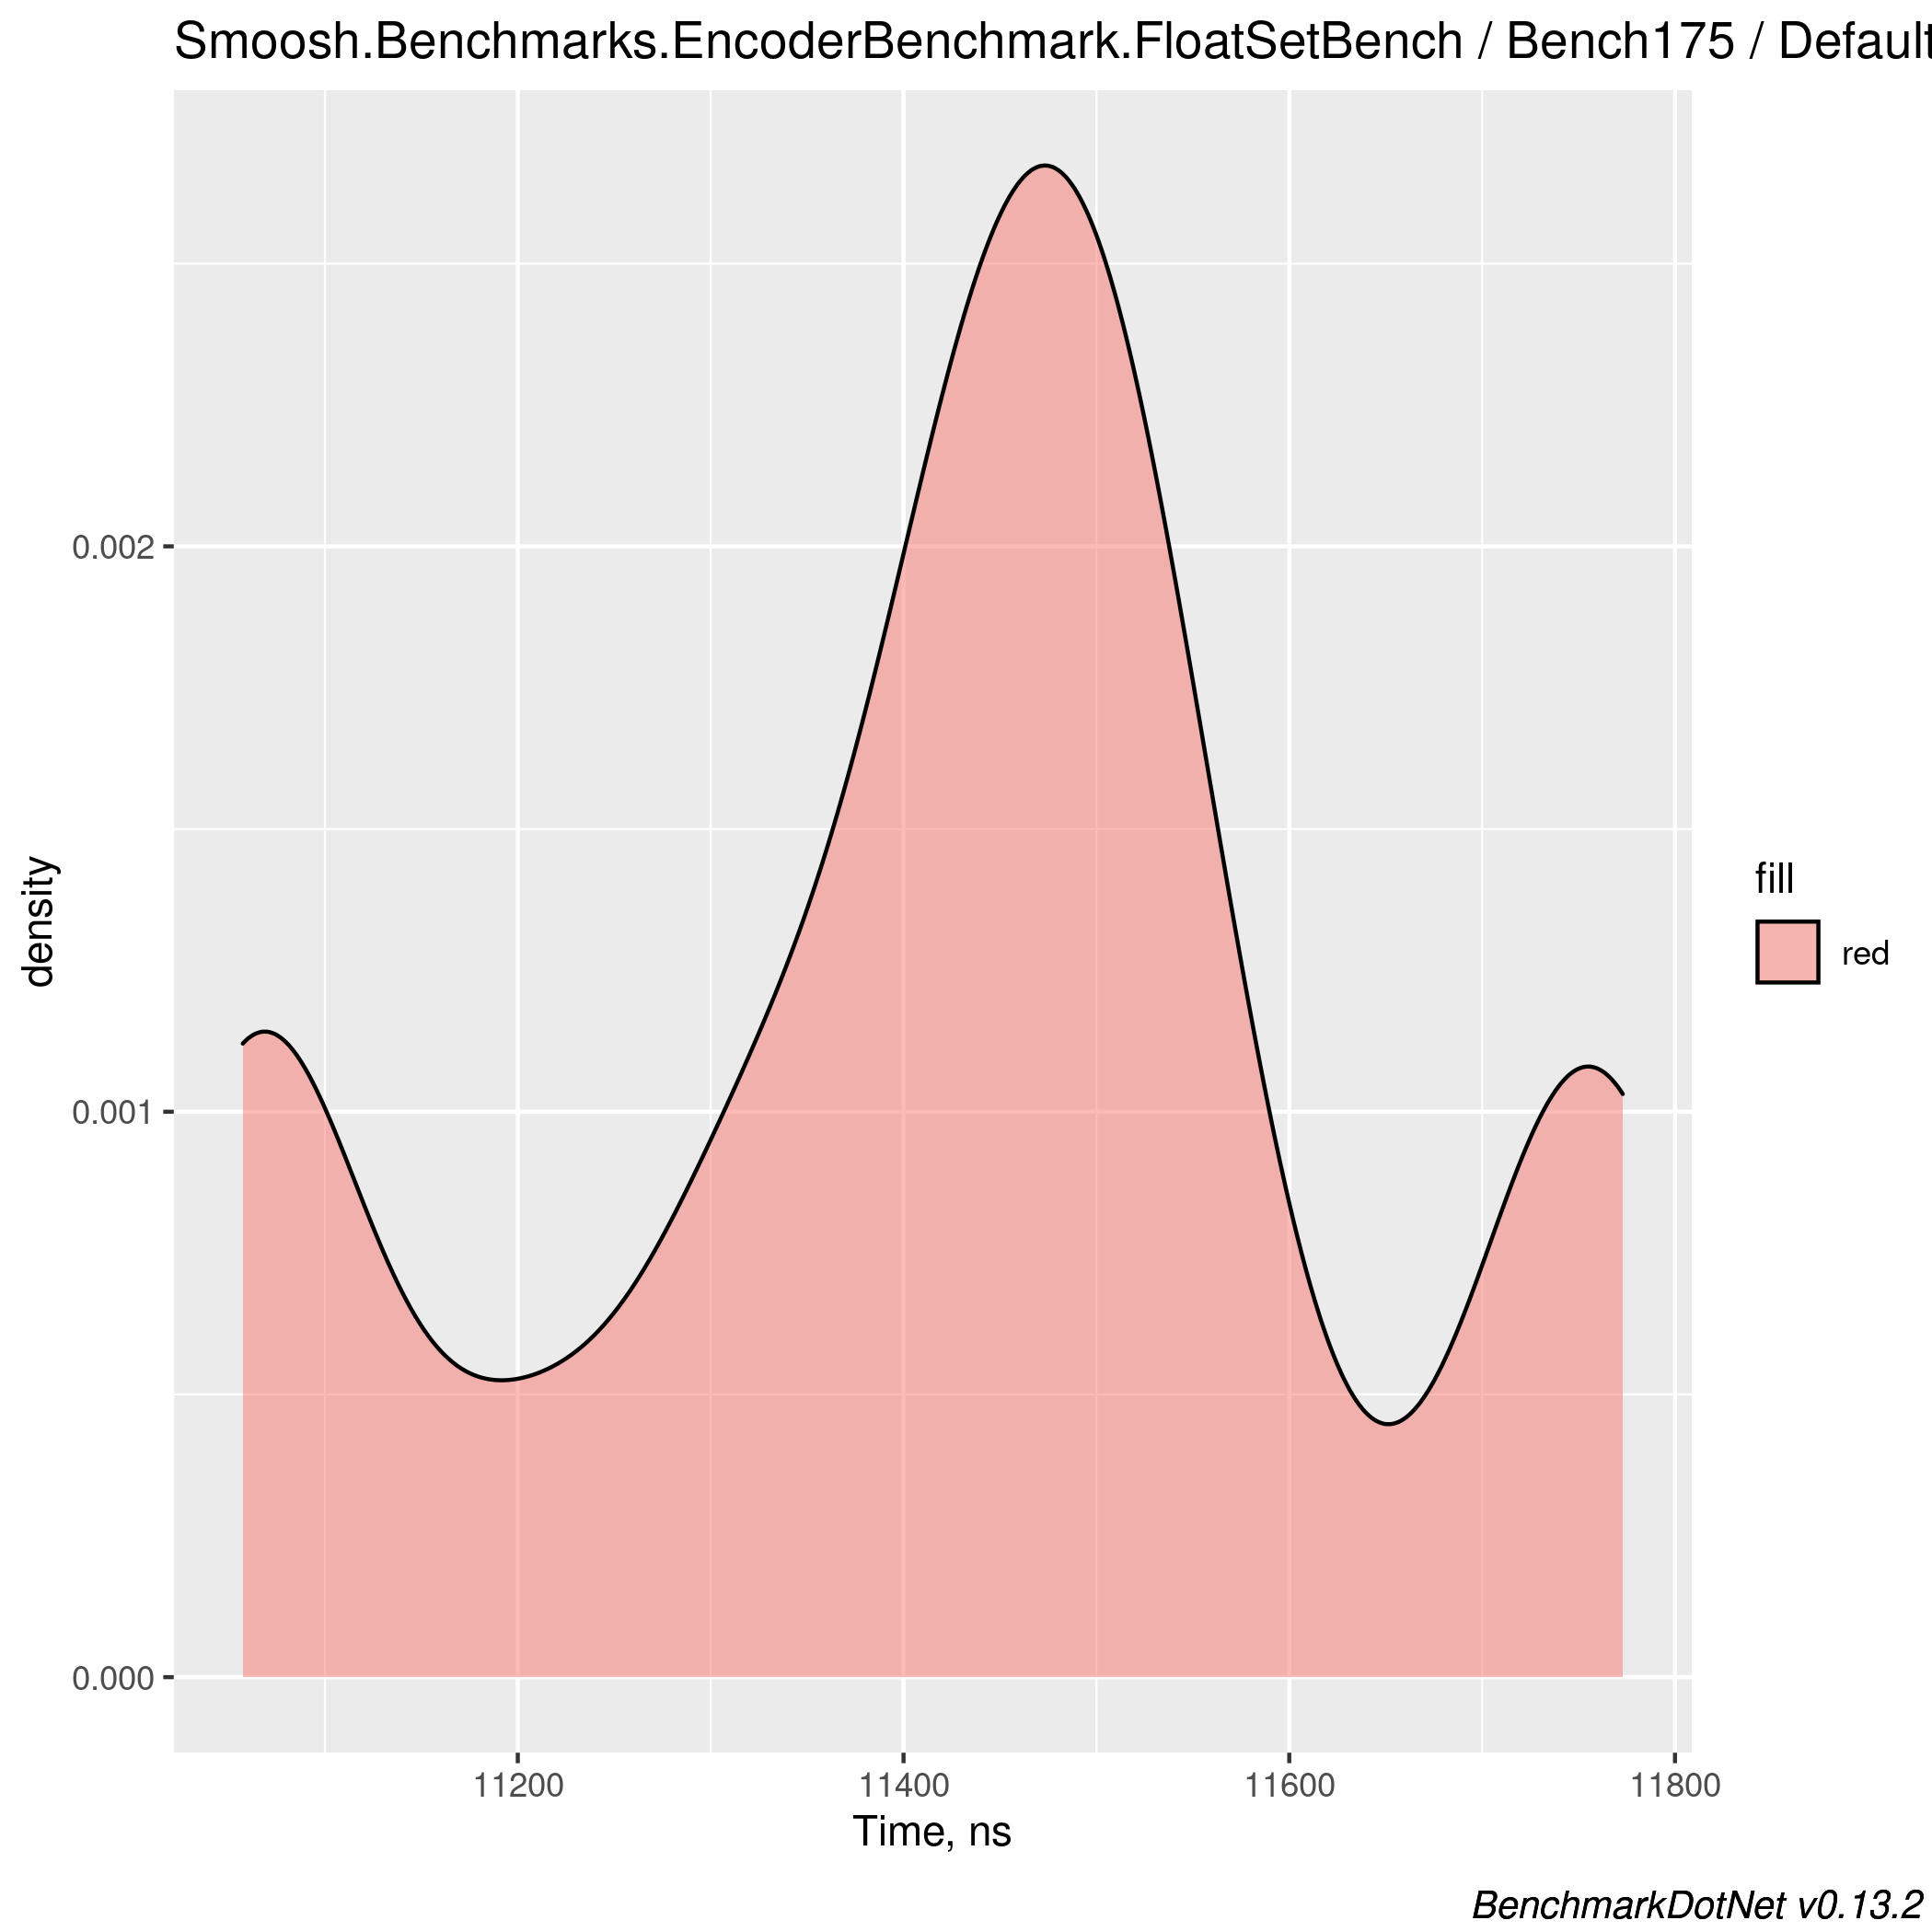 Smoosh.Benchmarks.EncoderBenchmark.FloatSetBench / Bench175 / Default
density
0.002
0.001
0.000
11200 11400 11600 11800
Time, ns
fill
red
BenchmarkDotNet v0.13.2